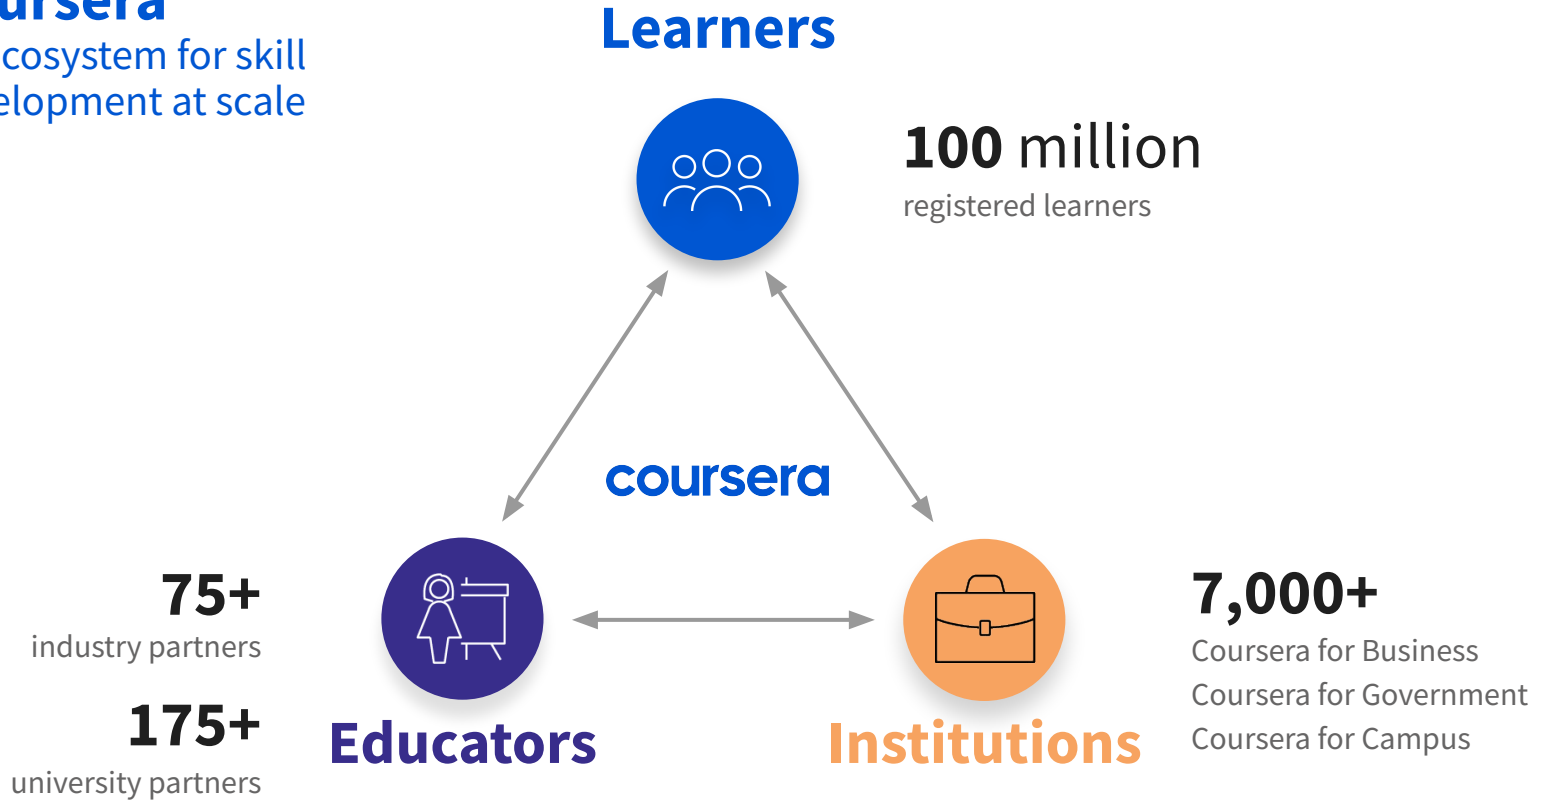 ursera
cosystem for skill
elopment at scale
Learners
100 million
registered learners
coursera
75+
industry partners
175+
university partners
Educators
Institutions
7,000+
Coursera for Business
Coursera for Government
Coursera for Campus